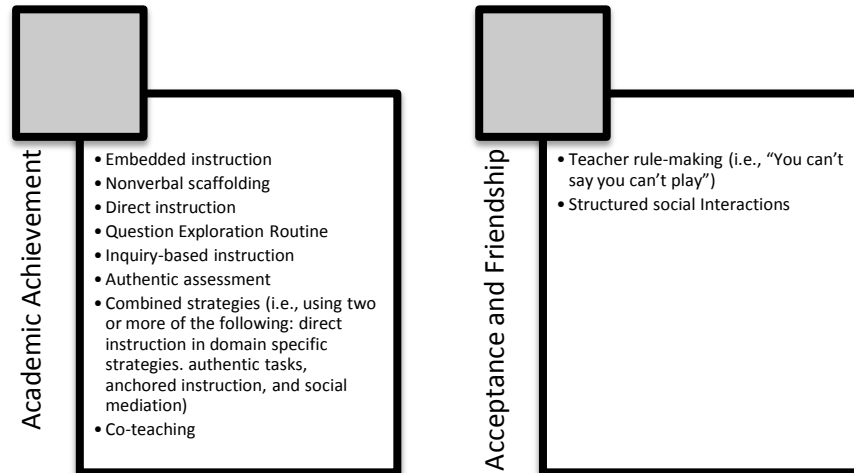 Academic Achievement
• Embedded instruction
• Nonverbal scaffolding
• Direct instruction
• Question Exploration Routine
• Inquiry-based instruction
• Authentic assessment
• Combined strategies (i.e., using two
or more of the following: direct
instruction in domain specific
strategies. authentic tasks,
anchored instruction, and social
mediation)
• Co-teaching
Acceptance and Friendship
• Teacher rule-making (i.e., “You can’t
say you can’t play”)
• Structured social Interactions